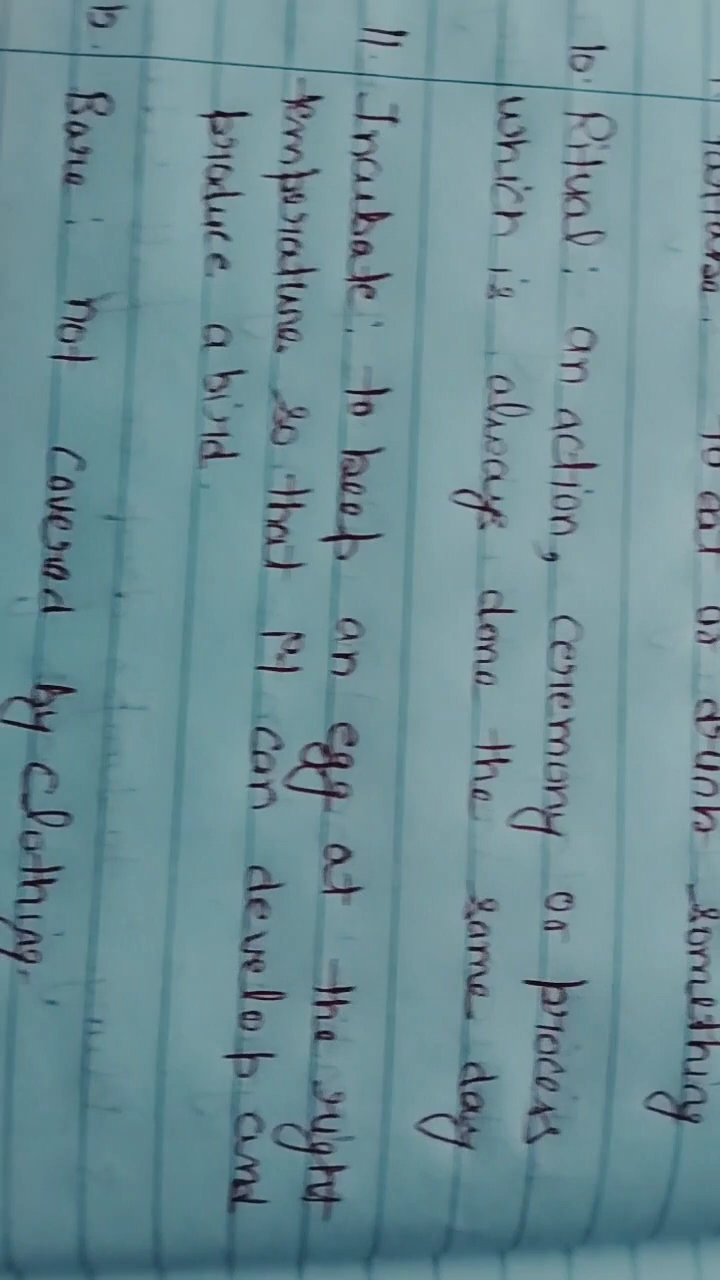 to eat or drink something
10. Ritual: an action, ceremony or process
which is always done the same day
11. Incubate: to keep an egg at the right
temperature so that it can develop and
produce a bird
Bare: not covered by clothing.